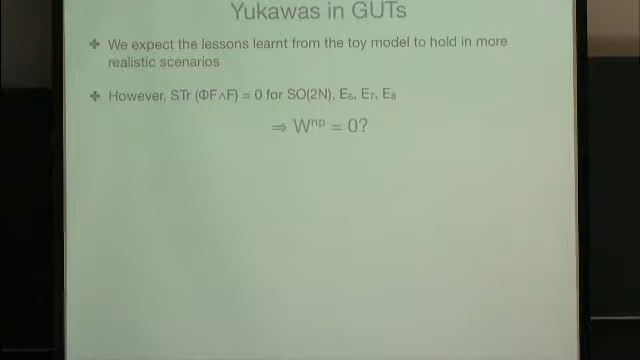 Yukawas in GUTs
✤ We expect the lessons learnt from the toy model to hold in more
realistic scenarios
✤ However, STr (ΦF∧F) = 0 for SO(2N), E₆, E₇, E₈
⇒ Wⁿᵖ = 0?